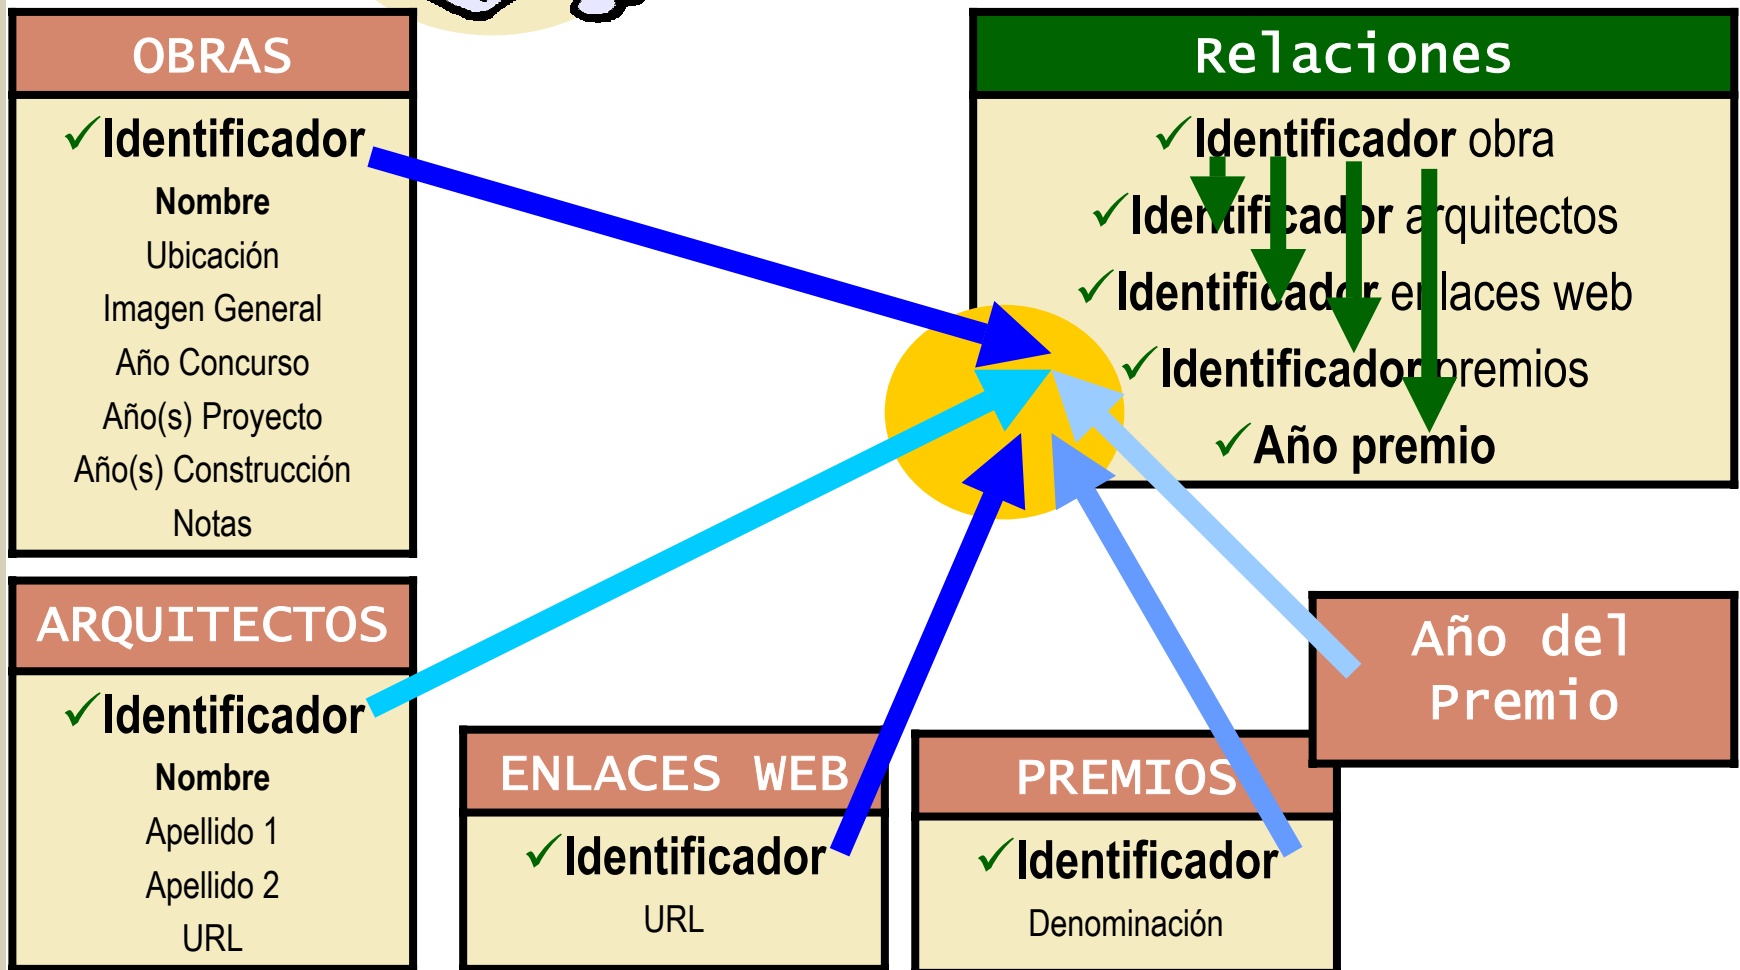 OBRAS
✓Identificador
Nombre
Ubicación
Imagen General
Año Concurso
Año(s) Proyecto
Año(s) Construcción
Notas
Relaciones
✓Identificador obra
✓Identificador arquitectos
✓Identificador enlaces web
✓Identificador premios
✓Año premio
ARQUITECTOS
✓Identificador
Nombre
Apellido 1
Apellido 2
URL
ENLACES WEB
✓Identificador
URL
PREMIOS
✓Identificador
Denominación
Año del
Premio